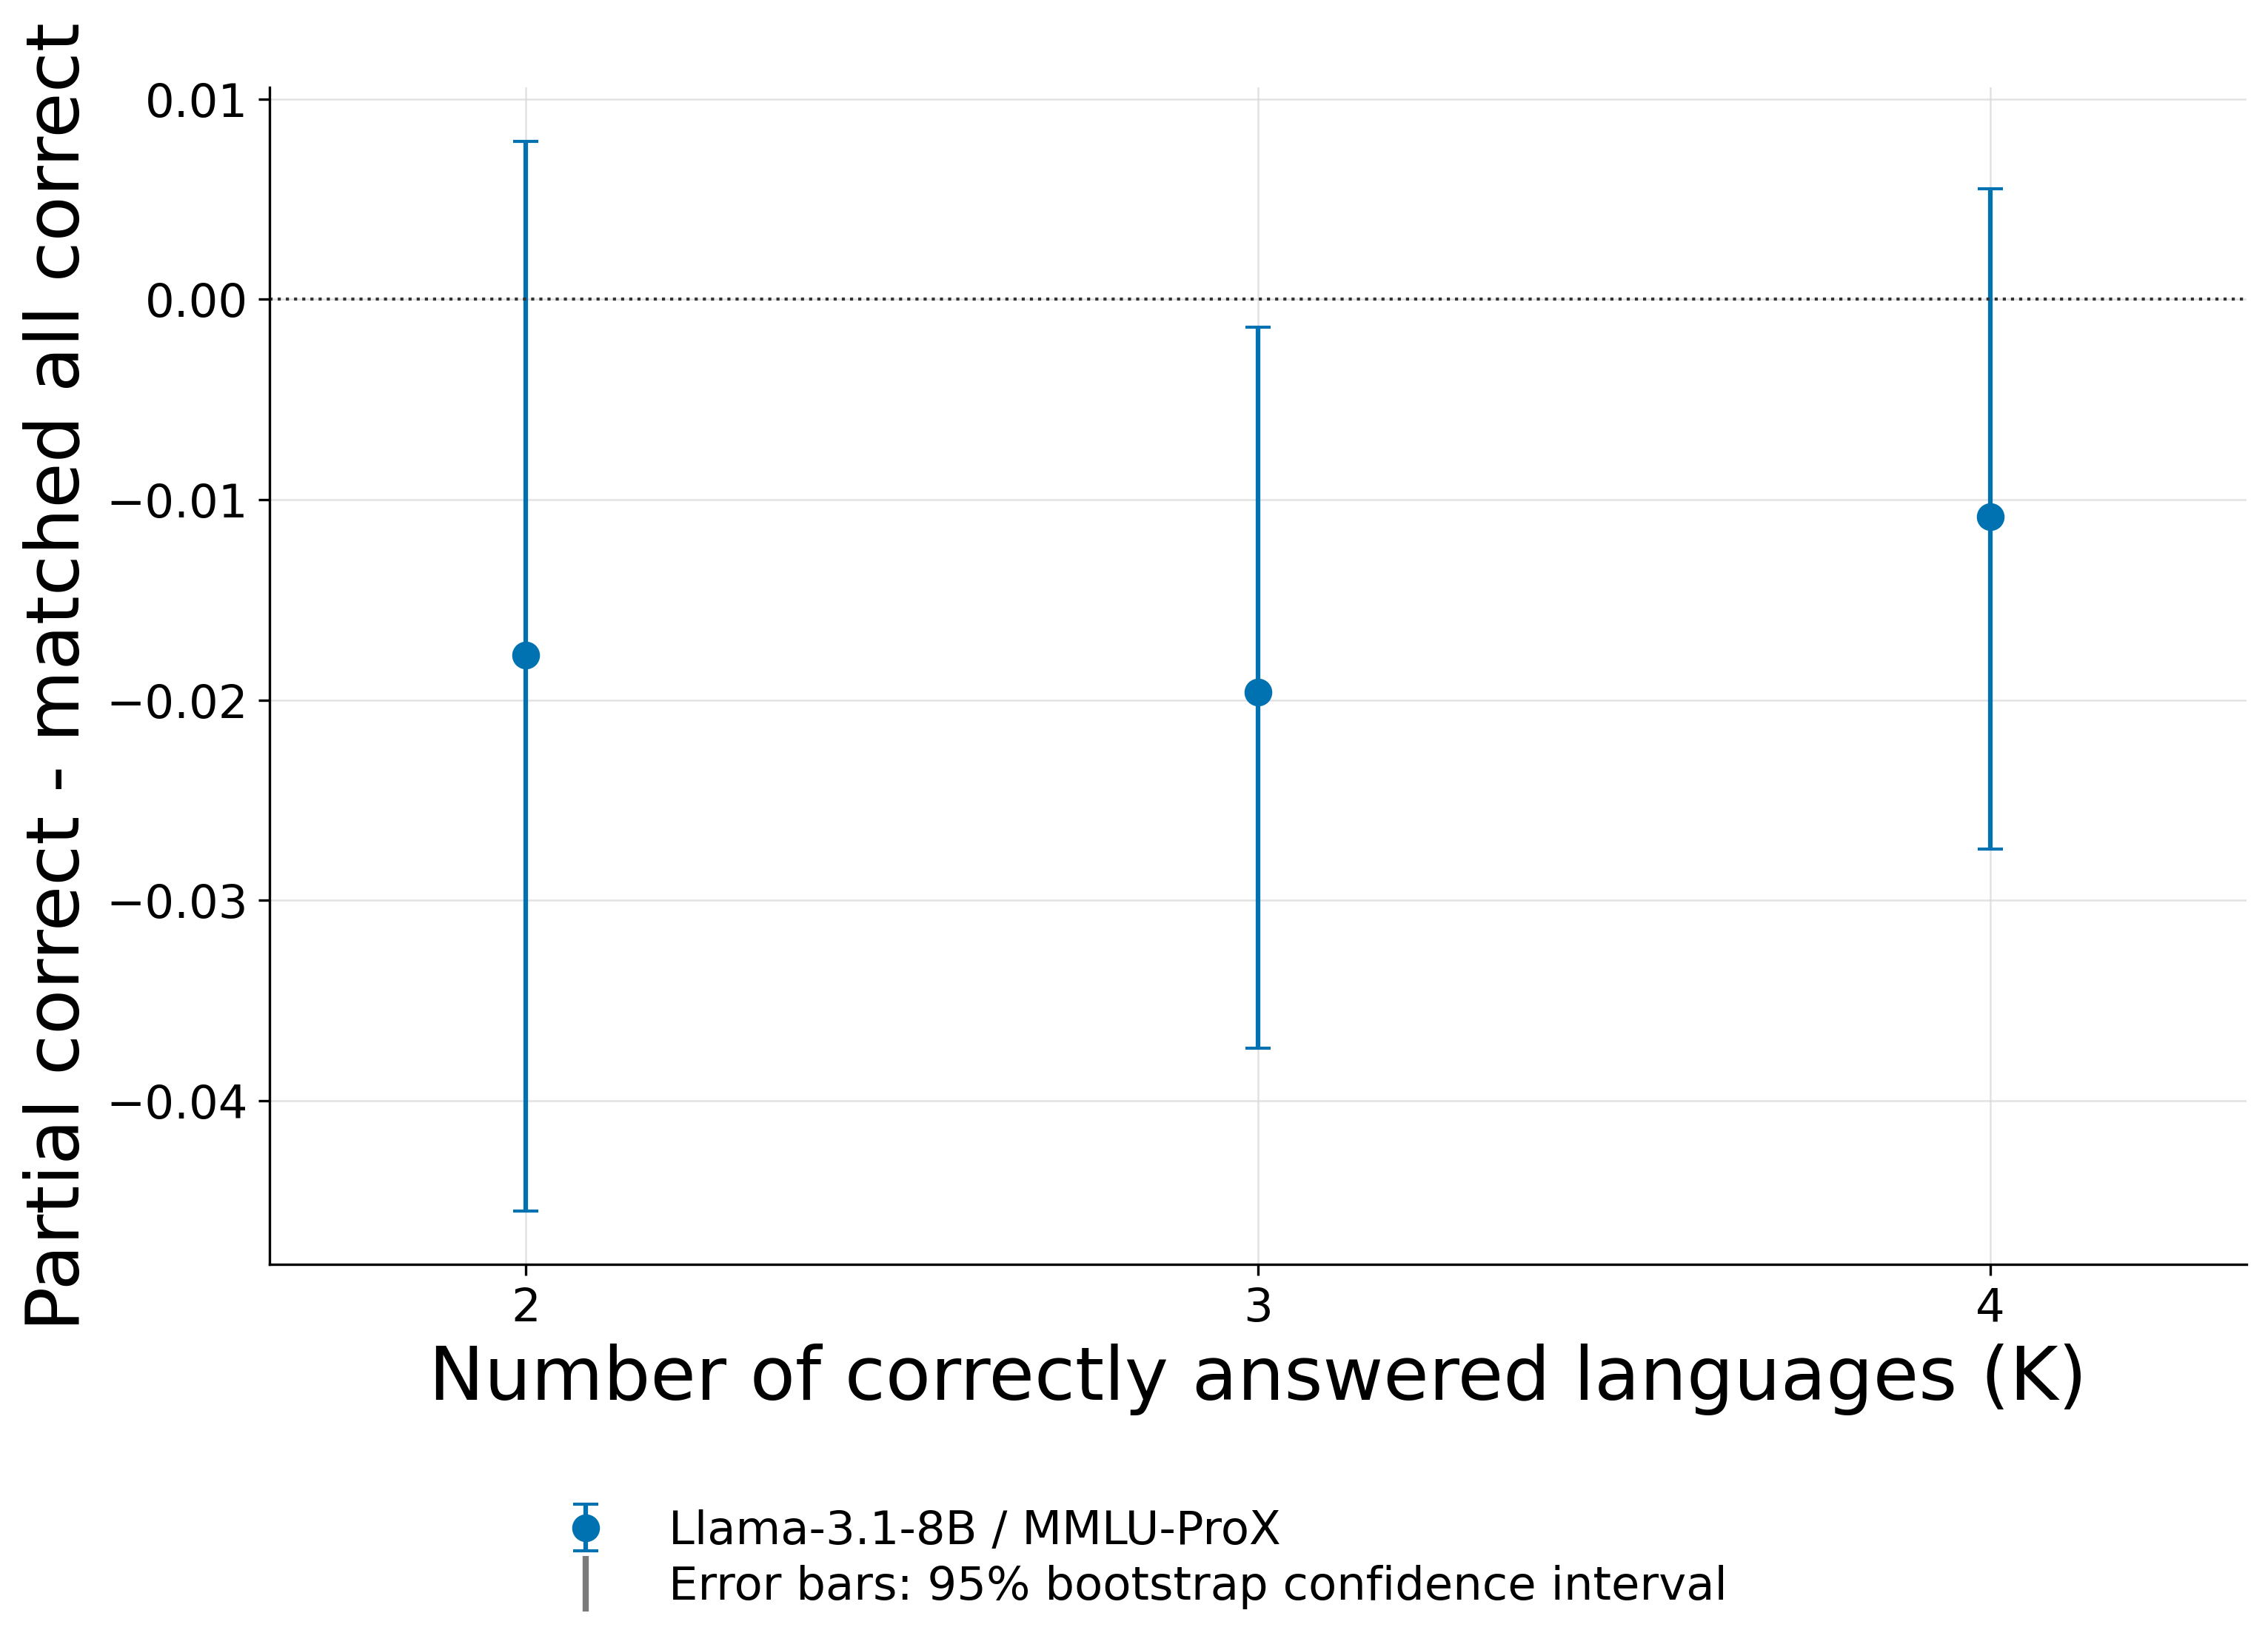 Partial correct - matched all correct
0.01
0.00
−0.01
−0.02
−0.03
−0.04
2
3
4
Number of correctly answered languages (K)
Llama-3.1-8B / MMLU-ProX
Error bars: 95% bootstrap confidence interval